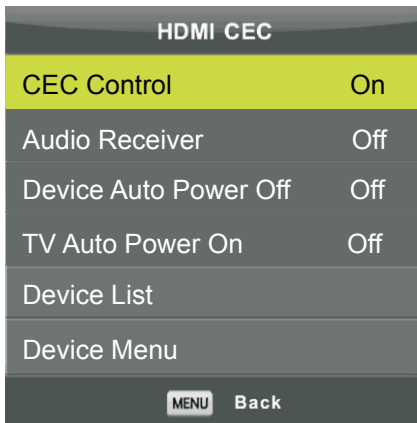 HDMI CEC
CEC Control On
Audio Receiver Off
Device Auto Power Off Off
TV Auto Power On Off
Device List
Device Menu
MENU Back